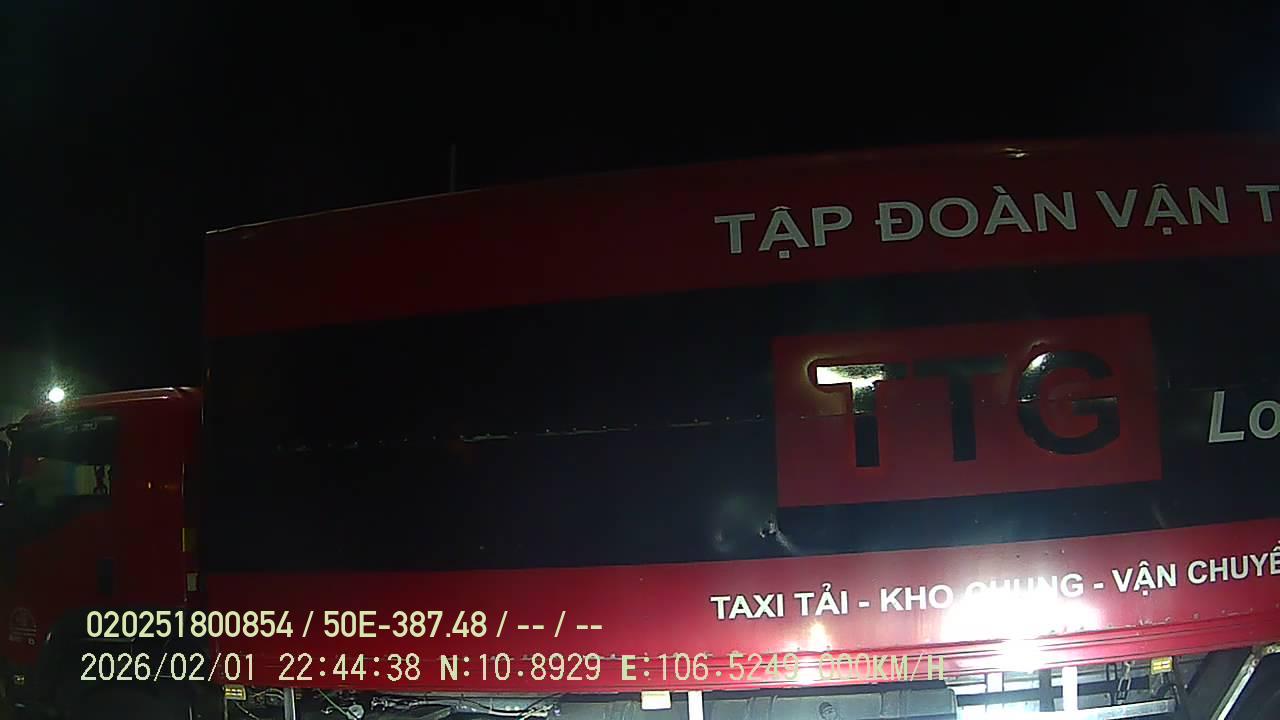 TẬP ĐOÀN VẬN T
TTG
Lo
TAXI TẢI - KHO CHUNG - VẬN CHUYỂ
020251800854 / 50E-387.48 / -- / --
2026/02/01 22:44:38 N:10.8929 E:106.5249 000KM/H